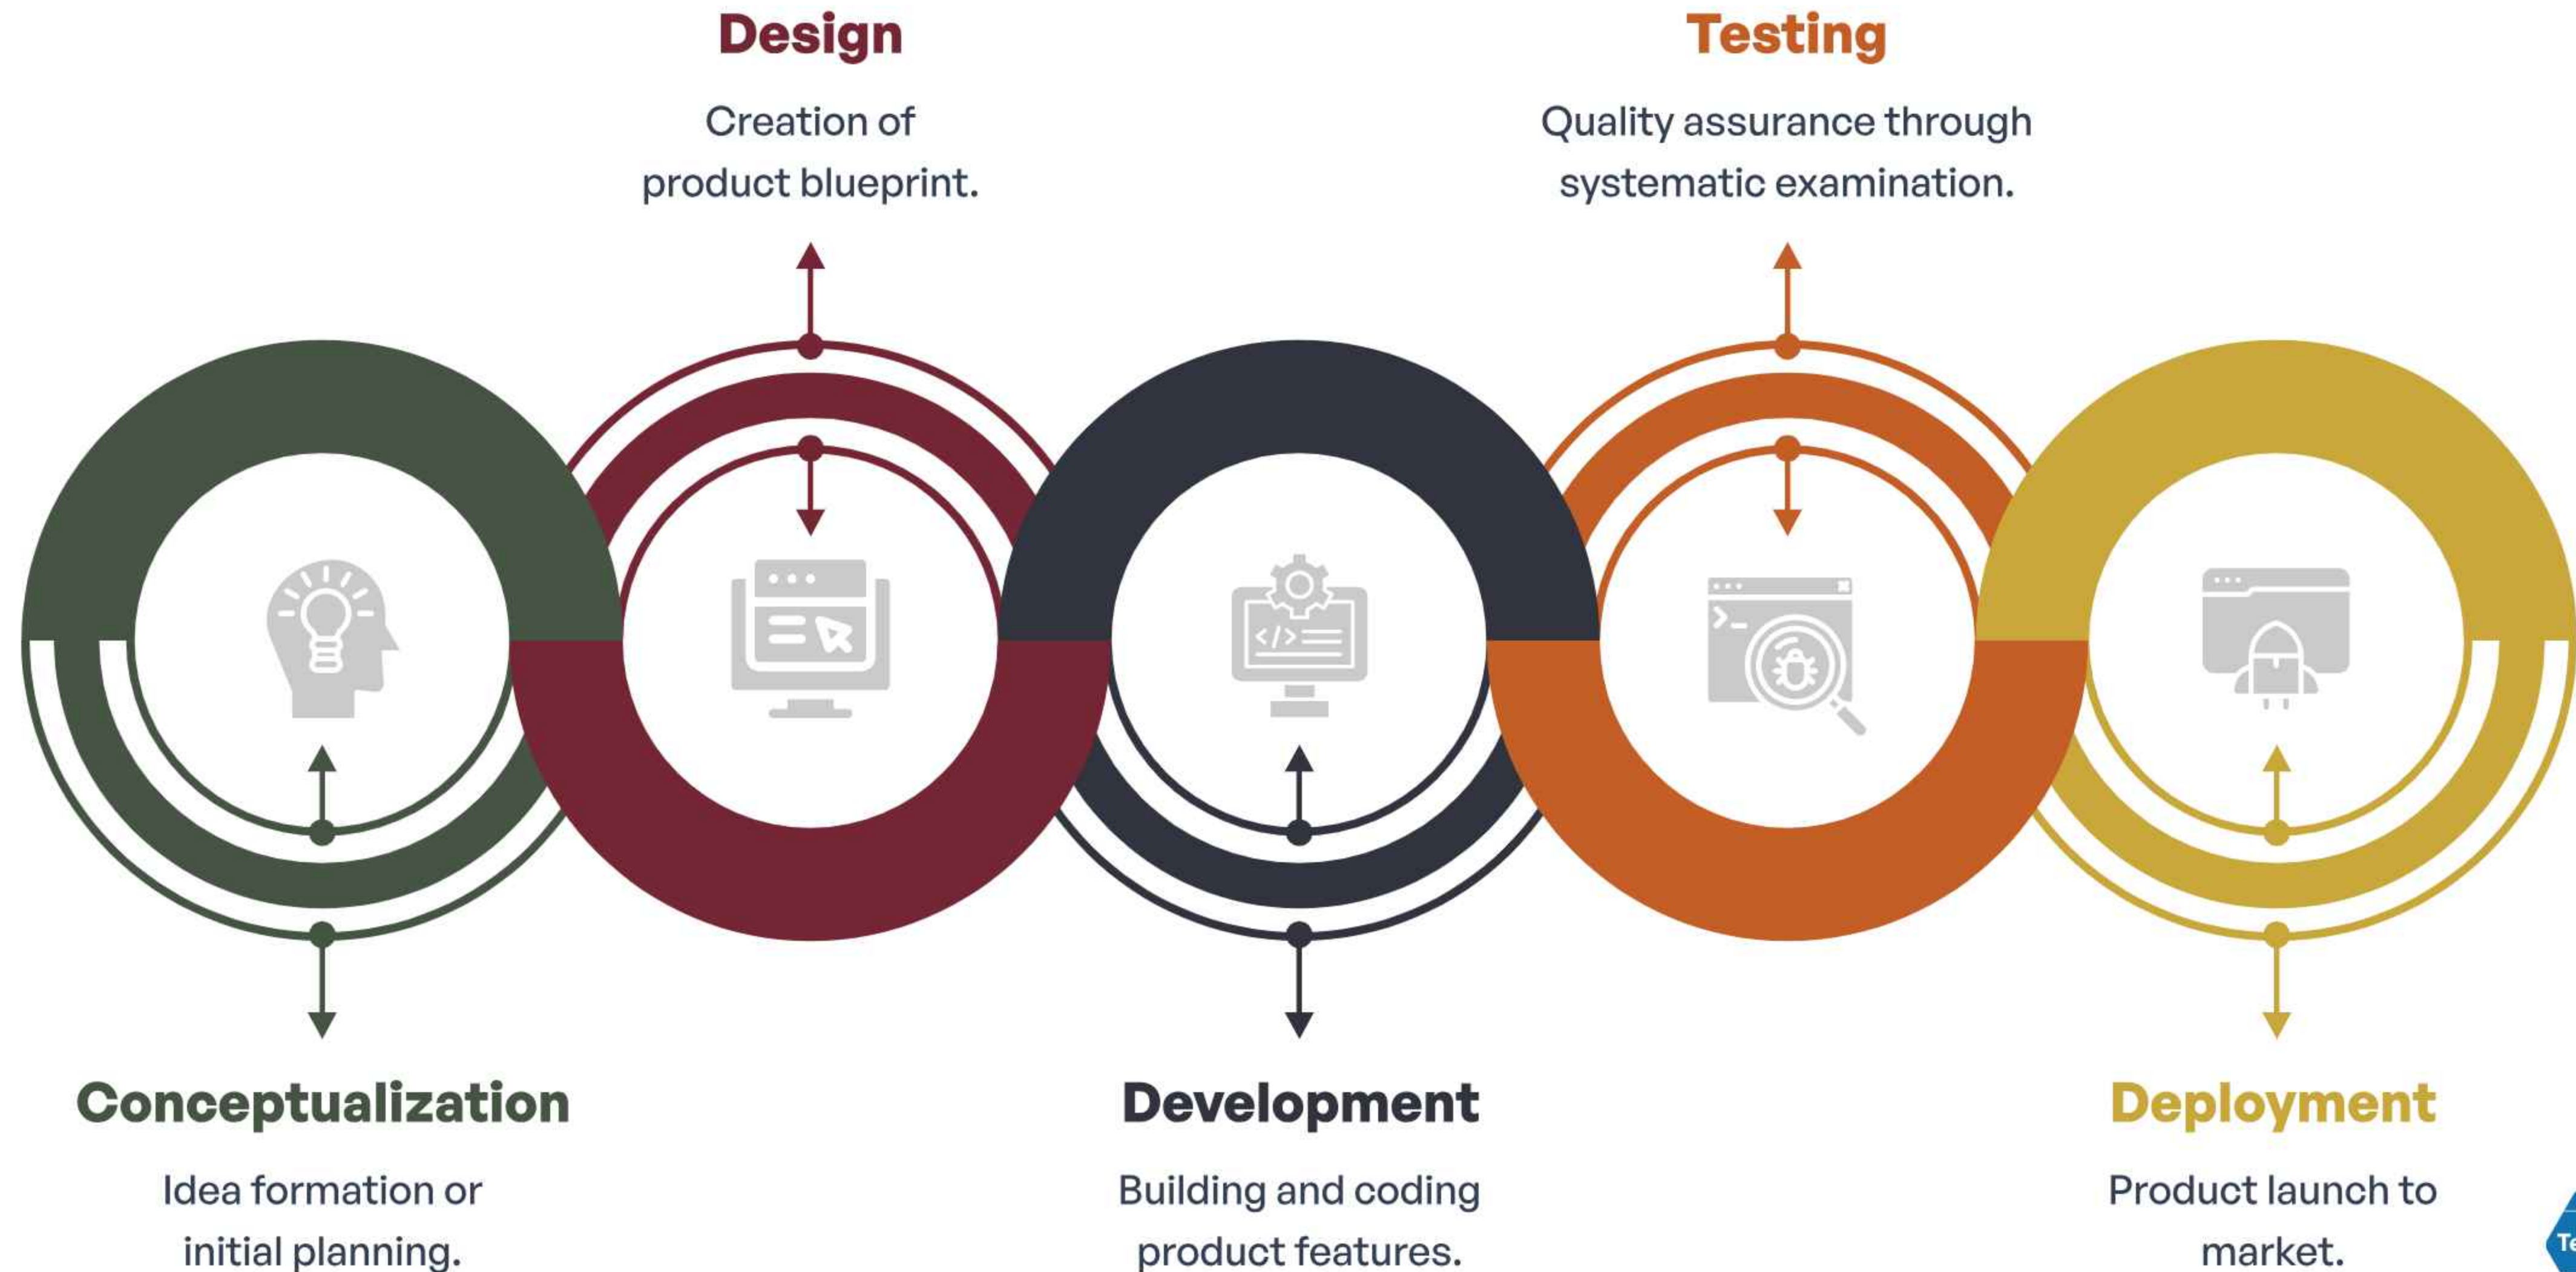 Design
Creation of
product blueprint.
Testing
Quality assurance through
systematic examination.
</>
>_
Conceptualization
Idea formation or
initial planning.
Development
Building and coding
product features.
Deployment
Product launch to
market.